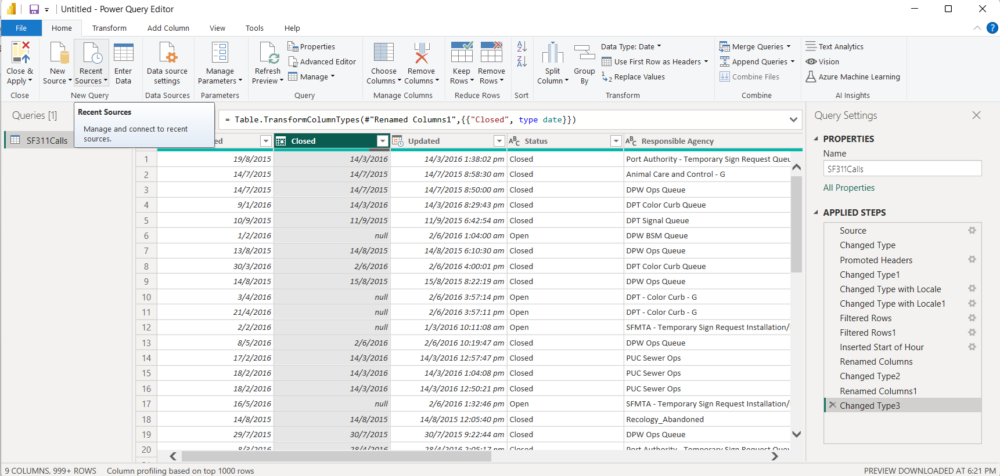 Untitled - Power Query Editor
File Home Transform Add Column View Tools Help
Close & Apply
New Source
Recent Sources
Enter Data
Data source settings
Manage Parameters
Refresh Preview
Properties
Advanced Editor
Manage
Choose Columns
Remove Columns
Keep Rows
Remove Rows
Split Column
Group By
Data Type: Date
Use First Row as Headers
Replace Values
Merge Queries
Append Queries
Combine Files
Text Analytics
Vision
Azure Machine Learning
Close New Query Data Sources Parameters Query Manage Columns Reduce Rows Sort Transform Combine AI Insights
Queries [1]
SF311Calls
Recent Sources
Manage and connect to recent
sources.
= Table.TransformColumnTypes(#"Renamed Columns1",{{"Closed", type date}})
ed Closed Updated Status Responsible Agency
1 19/8/2015 14/3/2016 14/3/2016 1:38:02 pm Closed Port Authority - Temporary Sign Request Queu
2 14/7/2015 14/7/2015 14/7/2015 8:58:30 am Closed Animal Care and Control - G
3 14/7/2015 14/7/2015 14/7/2015 8:50:00 am Closed DPW Ops Queue
4 9/1/2016 14/3/2016 14/3/2016 8:29:43 pm Closed DPT Color Curb Queue
5 10/9/2015 11/9/2015 11/9/2015 6:42:54 am Closed DPT Signal Queue
6 1/2/2016 null 2/6/2016 1:04:00 am Open DPW BSM Queue
7 13/8/2015 14/8/2015 14/8/2015 6:10:30 am Closed DPW Ops Queue
8 30/3/2016 2/6/2016 2/6/2016 4:00:01 pm Closed DPT Color Curb Queue
9 14/8/2015 15/8/2015 15/8/2015 8:22:19 am Closed DPW Ops Queue
10 3/4/2016 null 2/6/2016 3:57:14 pm Open DPT - Color Curb - G
11 21/4/2016 null 2/6/2016 3:57:11 pm Open DPT - Color Curb - G
12 2/2/2016 null 1/3/2016 10:11:08 am Open SFMTA - Temporary Sign Request Installation/
13 8/5/2016 2/6/2016 2/6/2016 10:19:47 am Closed DPW Ops Queue
14 17/2/2016 14/3/2016 14/3/2016 12:57:47 pm Closed PUC Sewer Ops
15 18/2/2016 14/3/2016 14/3/2016 1:04:08 pm Closed PUC Sewer Ops
16 18/2/2016 14/3/2016 14/3/2016 12:50:21 pm Closed PUC Sewer Ops
17 16/5/2016 null 2/6/2016 1:32:46 pm Open SFMTA - Temporary Sign Request Installation/
18 14/8/2015 14/8/2015 14/8/2015 12:05:40 pm Closed Recology_Abandoned
19 29/7/2015 30/7/2015 30/7/2015 9:22:44 am Closed DPW Ops Queue
20 8/3/2016 28/4/2016 28/4/2016 2:05:17 pm Closed Port Authority - Temporary Sign Request Queu
Query Settings
PROPERTIES
Name
SF311Calls
All Properties
APPLIED STEPS
Source
Changed Type
Promoted Headers
Changed Type1
Changed Type with Locale
Changed Type with Locale1
Filtered Rows
Filtered Rows1
Inserted Start of Hour
Renamed Columns
Changed Type2
Renamed Columns1
Changed Type3
9 COLUMNS, 999+ ROWS Column profiling based on top 1000 rows PREVIEW DOWNLOADED AT 6:21 PM